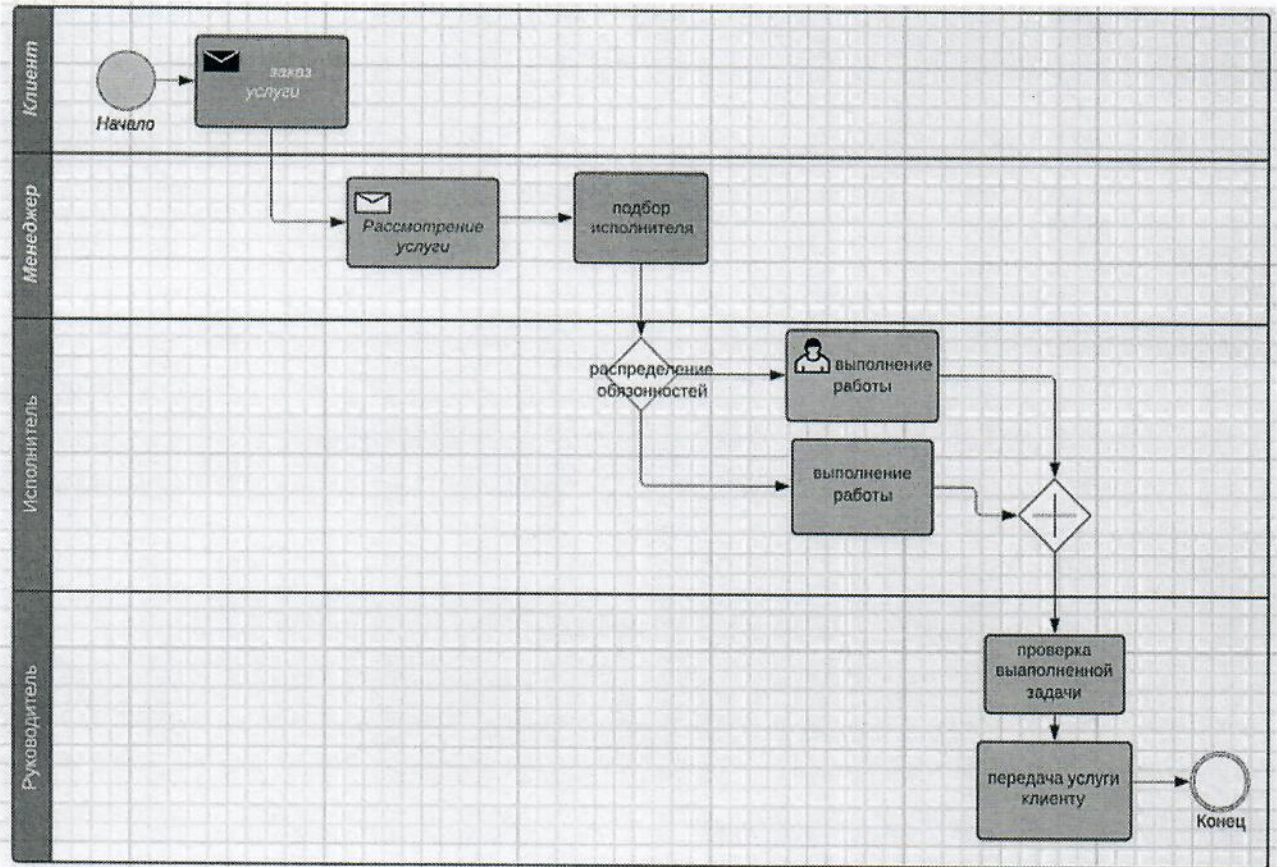 Клиент
Начало
заказ
услуги
Менеджер
Рассмотрение
услуги
подбор
исполнителя
Исполнитель
распределение
обязонностей
выполнение
работы
выполнение
работы
Руководитель
проверка
выаполненной
задачи
передача услуги
клиенту
Конец